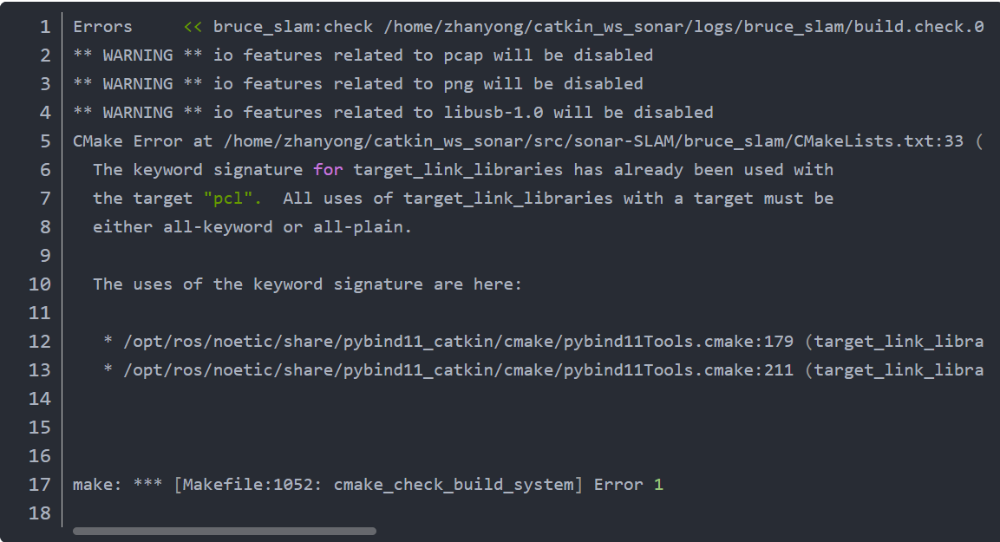 1 Errors << bruce_slam:check /home/zhanyong/catkin_ws_sonar/logs/bruce_slam/build.check.0
2 ** WARNING ** io features related to pcap will be disabled
3 ** WARNING ** io features related to png will be disabled
4 ** WARNING ** io features related to libusb-1.0 will be disabled
5 CMake Error at /home/zhanyong/catkin_ws_sonar/src/sonar-SLAM/bruce_slam/CMakeLists.txt:33 (
6 The keyword signature for target_link_libraries has already been used with
7 the target "pcl". All uses of target_link_libraries with a target must be
8 either all-keyword or all-plain.
9
10 The uses of the keyword signature are here:
11
12 * /opt/ros/noetic/share/pybind11_catkin/cmake/pybind11Tools.cmake:179 (target_link_libra
13 * /opt/ros/noetic/share/pybind11_catkin/cmake/pybind11Tools.cmake:211 (target_link_libra
14
15
16
17 make: *** [Makefile:1052: cmake_check_build_system] Error 1
18